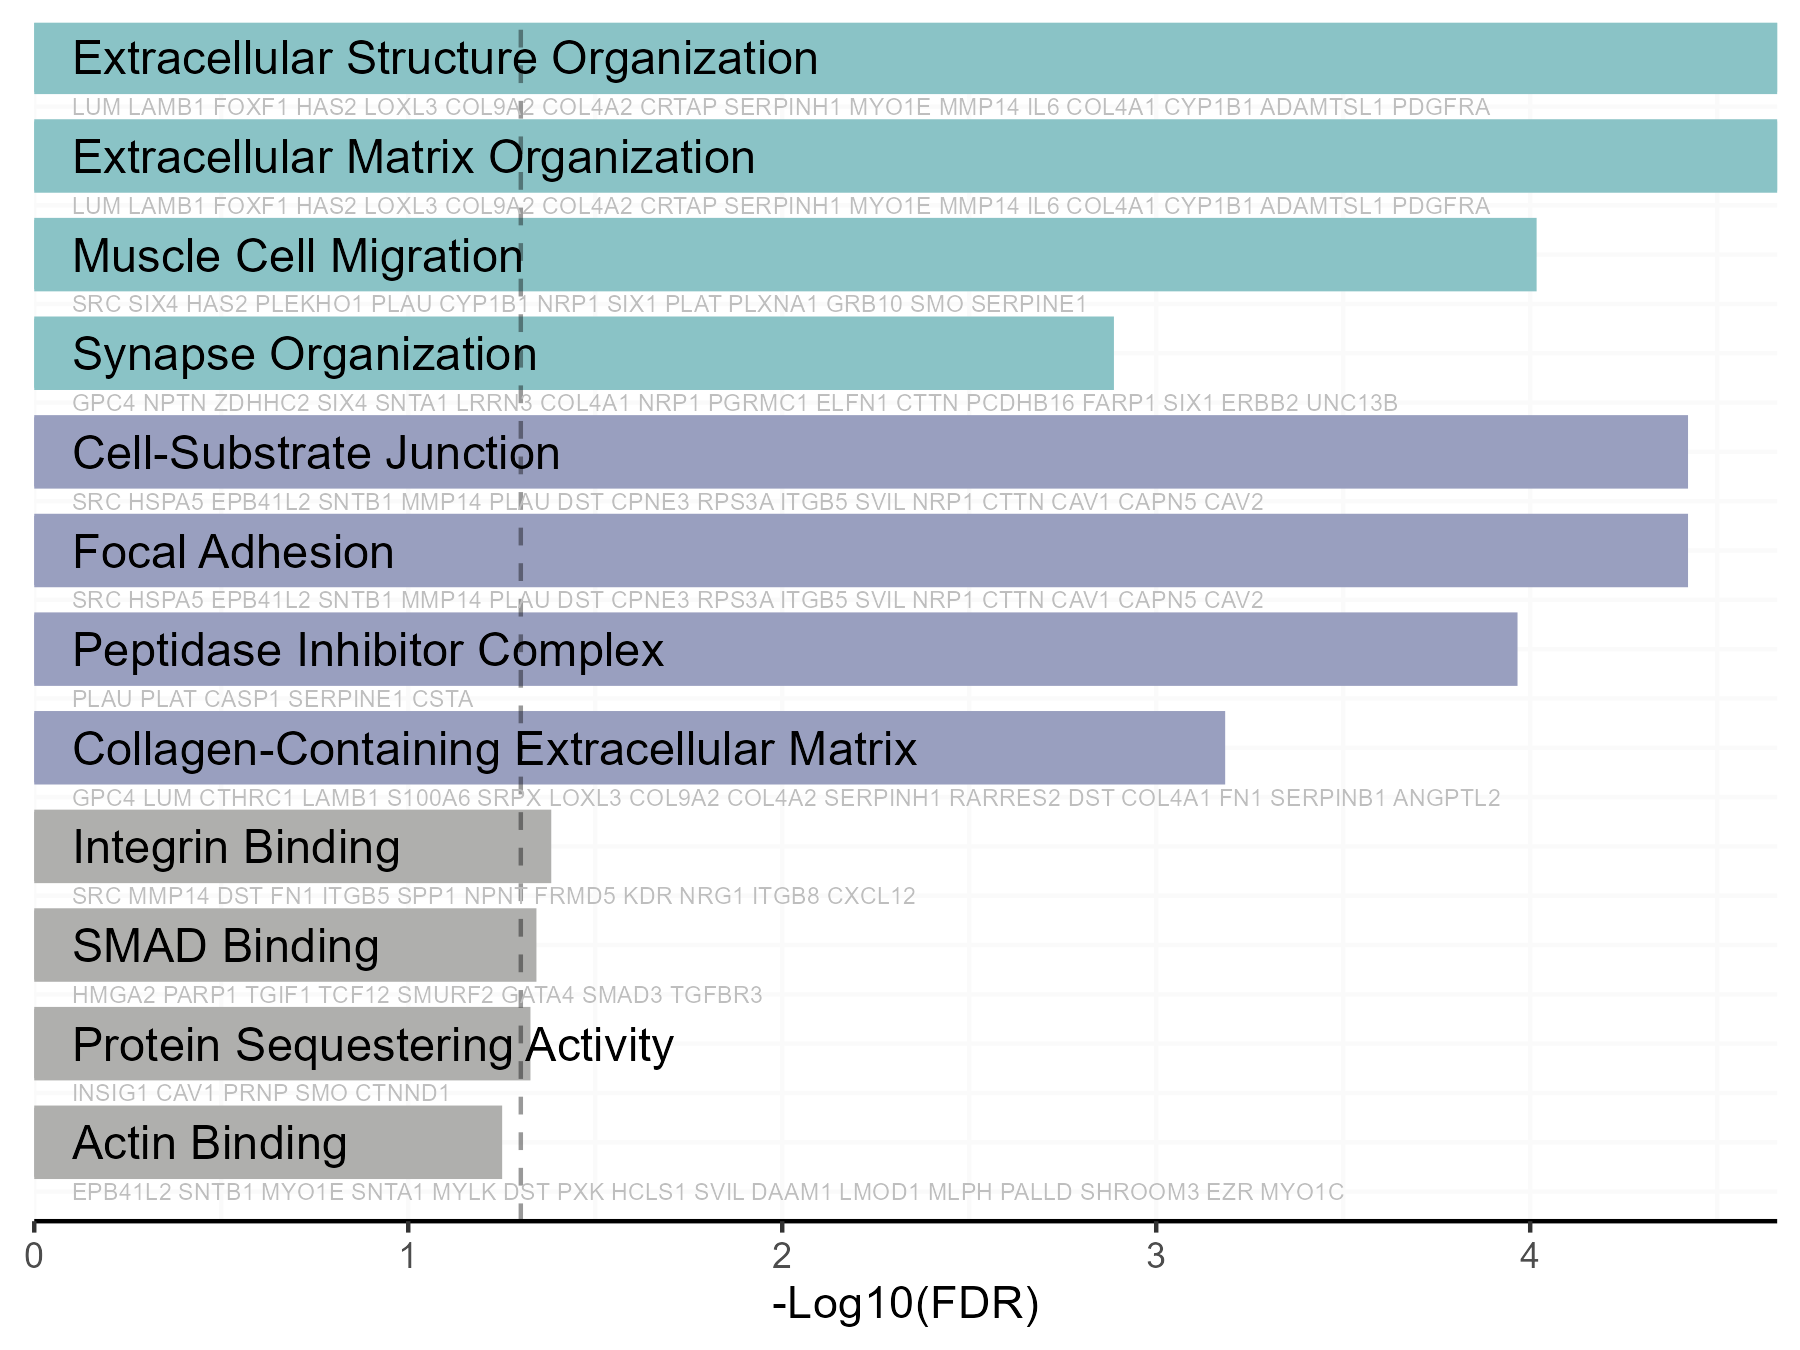 Extracellular Structure Organization
LUM LAMB1 FOXF1 HAS2 LOXL3 COL9A2 COL4A2 CRTAP SERPINH1 MYO1E MMP14 IL6 COL4A1 CYP1B1 ADAMTSL1 PDGFRA
Extracellular Matrix Organization
LUM LAMB1 FOXF1 HAS2 LOXL3 COL9A2 COL4A2 CRTAP SERPINH1 MYO1E MMP14 IL6 COL4A1 CYP1B1 ADAMTSL1 PDGFRA
Muscle Cell Migration
SRC SIX4 HAS2 PLEKHO1 PLAU CYP1B1 NRP1 SIX1 PLAT PLXNA1 GRB10 SMO SERPINE1
Synapse Organization
GPC4 NPTN ZDHHC2 SIX4 SNTA1 LRRN3 COL4A1 NRP1 PGRMC1 ELFN1 CTTN PCDHB16 FARP1 SIX1 ERBB2 UNC13B
Cell-Substrate Junction
SRC HSPA5 EPB41L2 SNTB1 MMP14 PLAU DST CPNE3 RPS3A ITGB5 SVIL NRP1 CTTN CAV1 CAPN5 CAV2
Focal Adhesion
SRC HSPA5 EPB41L2 SNTB1 MMP14 PLAU DST CPNE3 RPS3A ITGB5 SVIL NRP1 CTTN CAV1 CAPN5 CAV2
Peptidase Inhibitor Complex
PLAU PLAT CASP1 SERPINE1 CSTA
Collagen-Containing Extracellular Matrix
GPC4 LUM CTHRC1 LAMB1 S100A6 SRPX LOXL3 COL9A2 COL4A2 SERPINH1 RARRES2 DST COL4A1 FN1 SERPINB1 ANGPTL2
Integrin Binding
SRC MMP14 DST FN1 ITGB5 SPP1 NPNT FRMD5 KDR NRG1 ITGB8 CXCL12
SMAD Binding
HMGA2 PARP1 TGIF1 TCF12 SMURF2 GATA4 SMAD3 TGFBR3
Protein Sequestering Activity
INSIG1 CAV1 PRNP SMO CTNND1
Actin Binding
EPB41L2 SNTB1 MYO1E SNTA1 MYLK DST PXK HCLS1 SVIL DAAM1 LMOD1 MLPH PALLD SHROOM3 EZR MYO1C
0 1 2 3 4
-Log10(FDR)